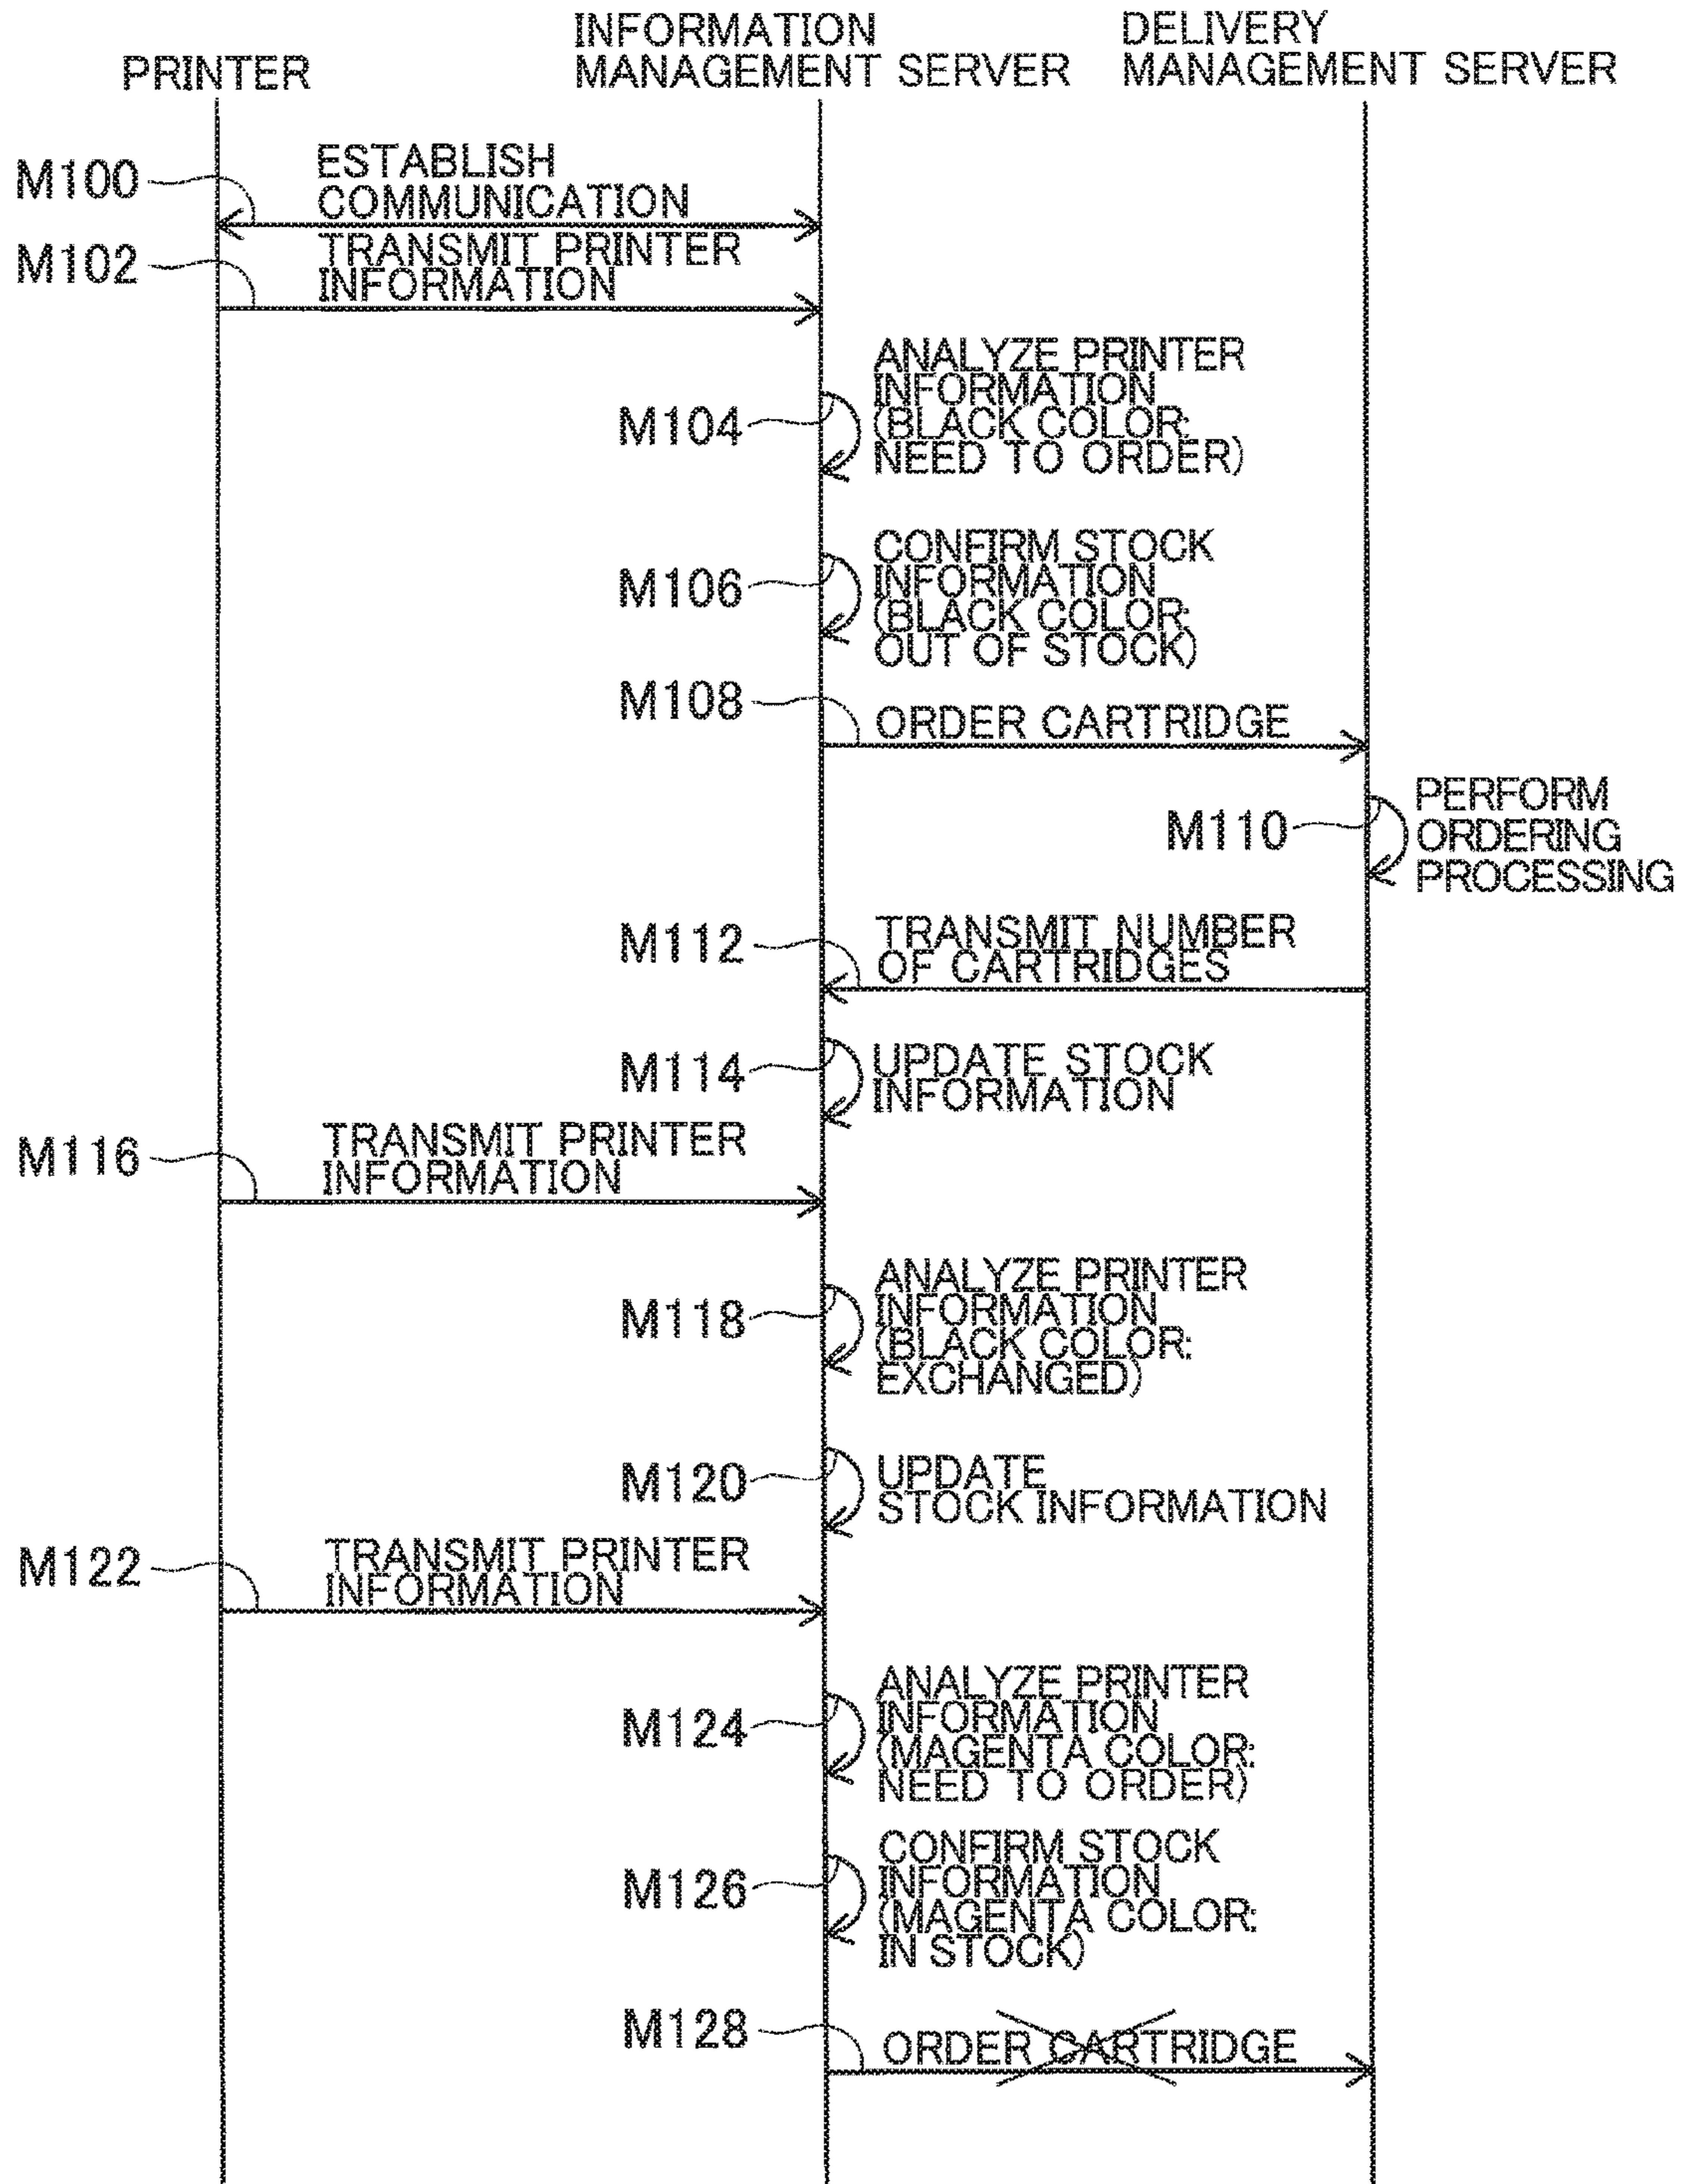 PRINTER
INFORMATION
MANAGEMENT SERVER
DELIVERY
MANAGEMENT SERVER
M100
ESTABLISH
COMMUNICATION
M102
TRANSMIT PRINTER
INFORMATION
M104
ANALYZE PRINTER
INFORMATION
(BLACK COLOR:
NEED TO ORDER)
M106
CONFIRM STOCK
INFORMATION
(BLACK COLOR:
OUT OF STOCK)
M108
ORDER CARTRIDGE
M110
PERFORM
ORDERING
PROCESSING
M112
TRANSMIT NUMBER
OF CARTRIDGES
M114
UPDATE STOCK
INFORMATION
M116
TRANSMIT PRINTER
INFORMATION
M118
ANALYZE PRINTER
INFORMATION
(BLACK COLOR:
EXCHANGED)
M120
UPDATE
STOCK INFORMATION
M122
TRANSMIT PRINTER
INFORMATION
M124
ANALYZE PRINTER
INFORMATION
(MAGENTA COLOR:
NEED TO ORDER)
M126
CONFIRM STOCK
INFORMATION
(MAGENTA COLOR:
IN STOCK)
M128
ORDER CARTRIDGE